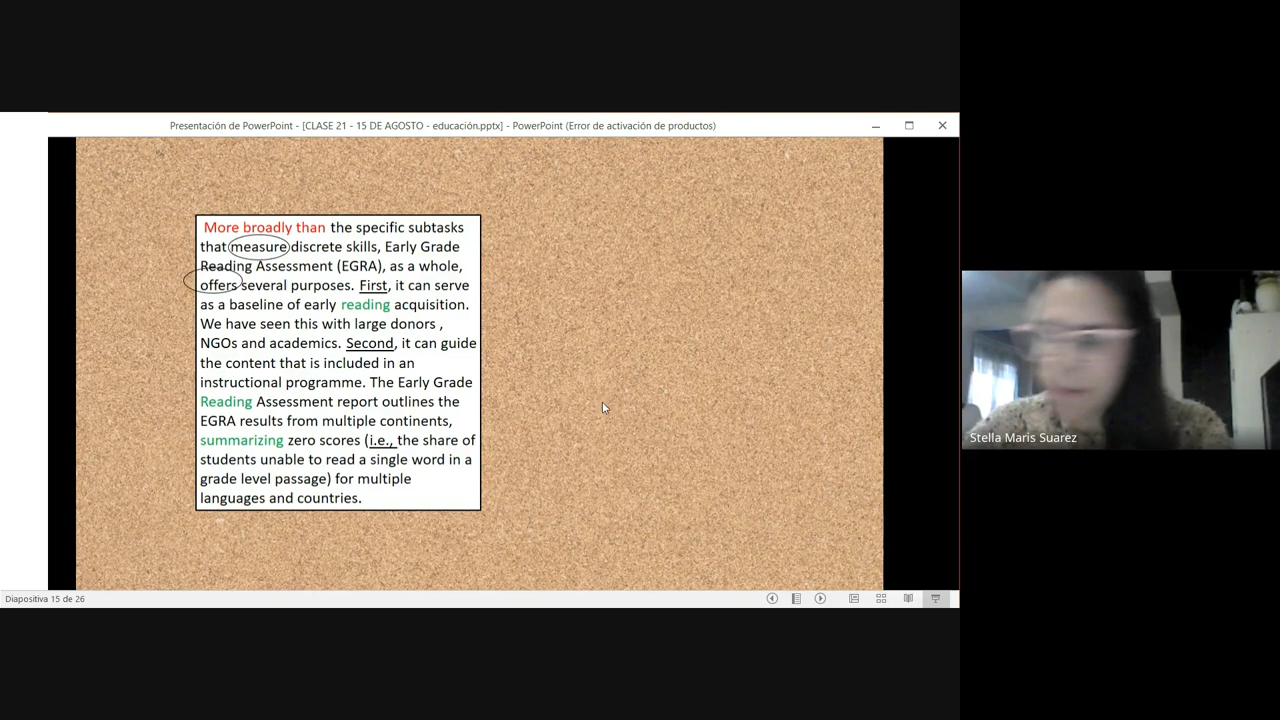 Presentación de PowerPoint - [CLASE 21 - 15 DE AGOSTO - educación.pptx] - PowerPoint (Error de activación de productos)
More broadly than the specific subtasks
that measure discrete skills, Early Grade
Reading Assessment (EGRA), as a whole,
offers several purposes. First, it can serve
as a baseline of early reading acquisition.
We have seen this with large donors ,
NGOs and academics. Second, it can guide
the content that is included in an
instructional programme. The Early Grade
Reading Assessment report outlines the
EGRA results from multiple continents,
summarizing zero scores (i.e., the share of
students unable to read a single word in a
grade level passage) for multiple
languages and countries.
Stella Maris Suarez
Diapositiva 15 de 26